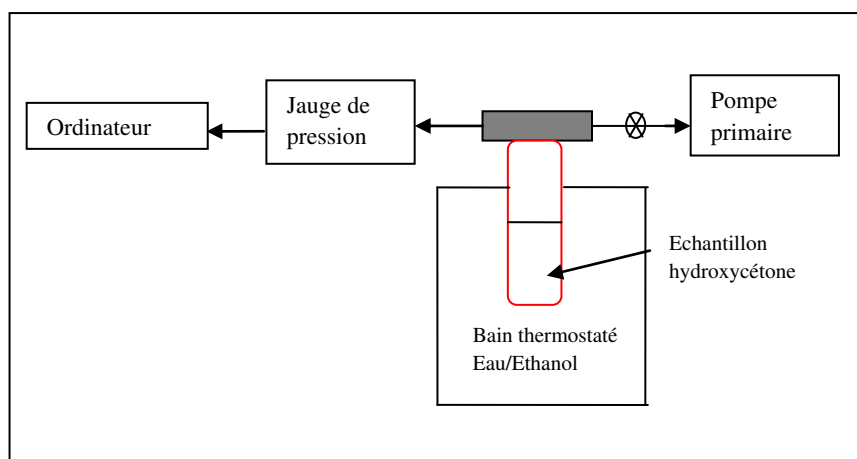 Ordinateur
Jauge de
pression
Pompe
primaire
Echantillon
hydroxycétone
Bain thermostaté
Eau/Ethanol